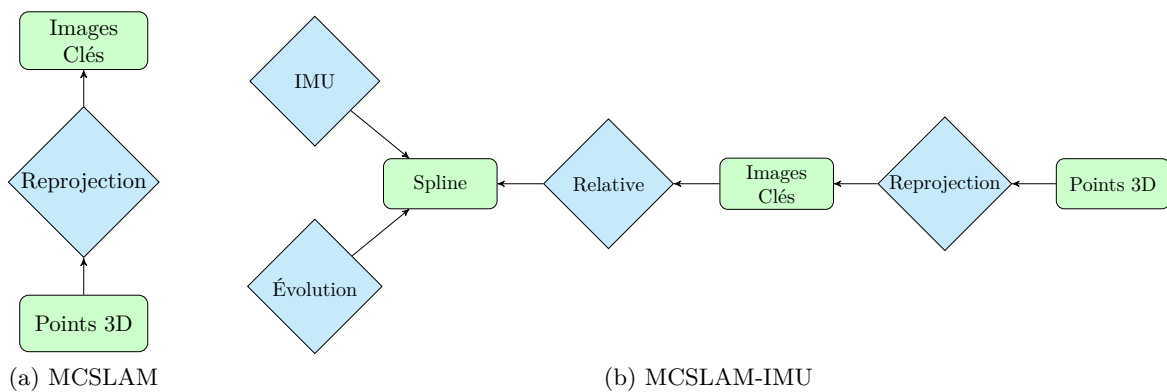 Images
Clés
Reprojection
Points 3D
(a) MCSLAM
IMU
Spline
Évolution
Relative
Images
Clés
Reprojection
Points 3D
(b) MCSLAM-IMU